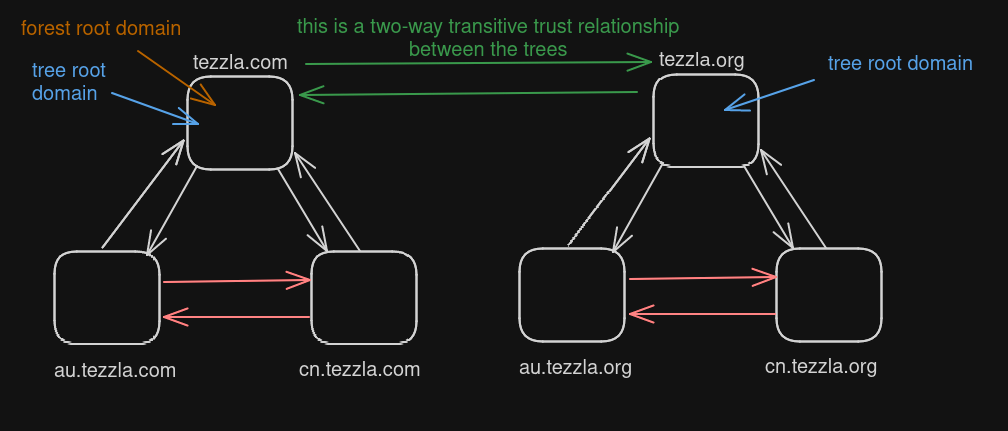 forest root domain
this is a two-way transitive trust relationship
between the trees
tezzla.com
tezzla.org
tree root
domain
tree root domain
au.tezzla.com
cn.tezzla.com
au.tezzla.org
cn.tezzla.org